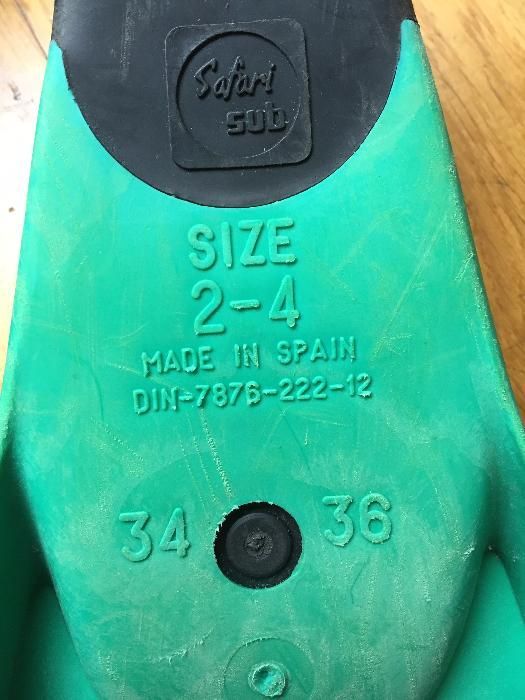 Safari
sub
SIZE
2-4
MADE IN SPAIN
DIN-7876-222-12
34 36